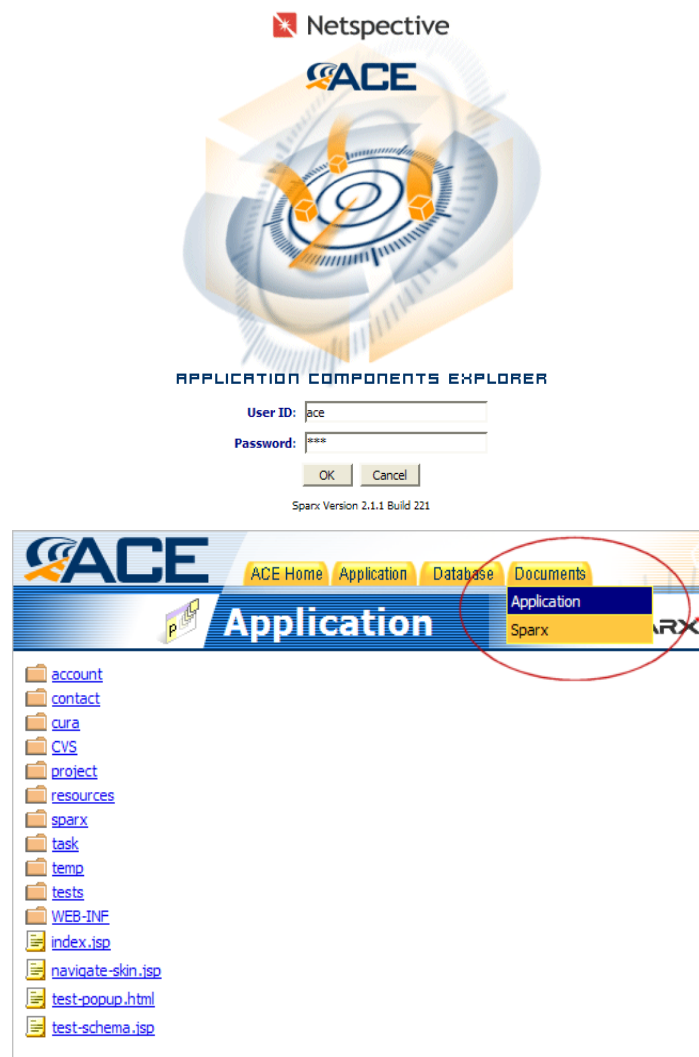 Netspective
ACE
APPLICATION COMPONENTS EXPLORER
User ID: ace
Password: ***
OK Cancel
Sparx Version 2.1.1 Build 221
ACE
ACE Home Application Database Documents
Application
Sparx
P
Application
ARX
account
contact
cura
CVS
project
resources
sparx
task
temp
tests
WEB-INF
index.jsp
navigate-skin.jsp
test-popup.html
test-schema.jsp